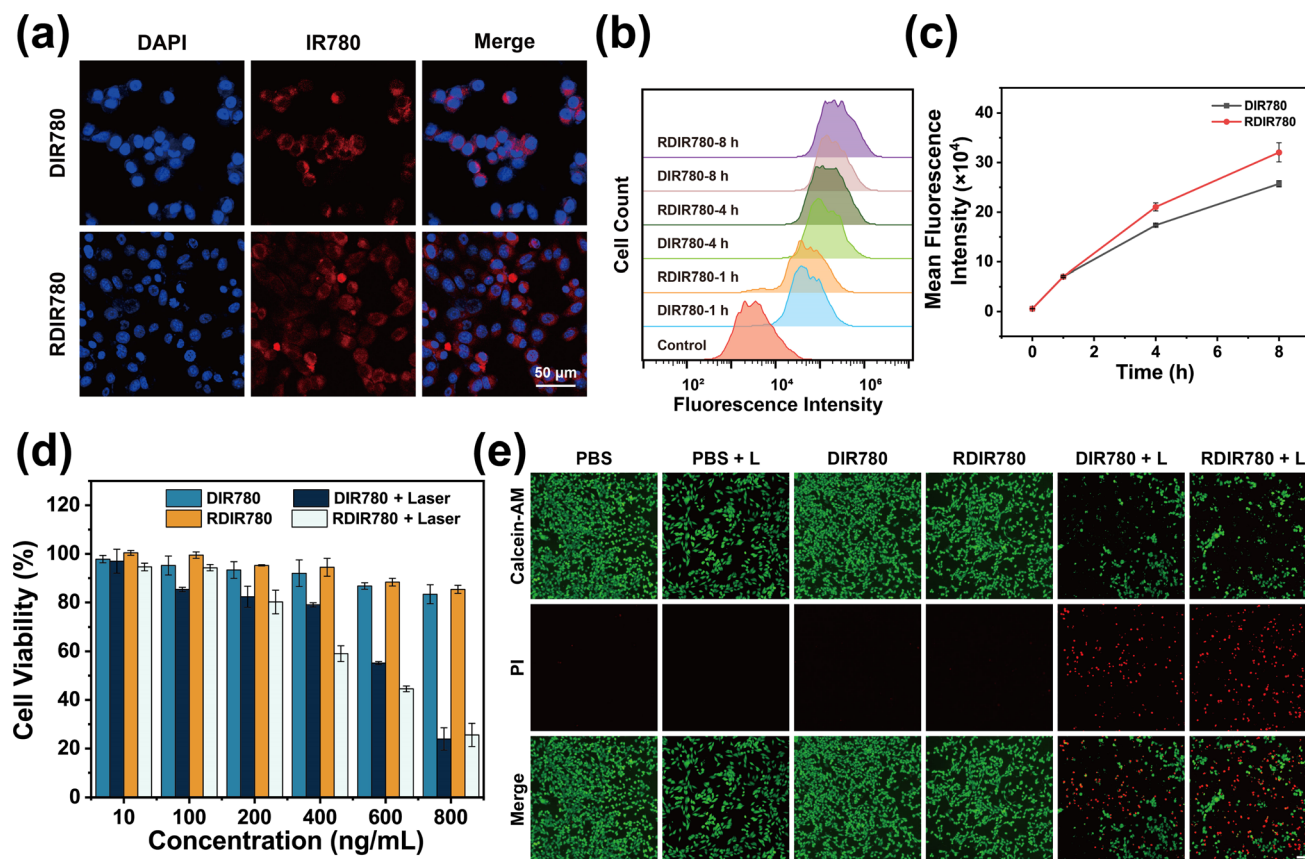 (a)
DAPI
IR780
Merge
DIR780
RDIR780
50 µm
(b)
Cell Count
RDIR780-8 h
DIR780-8 h
RDIR780-4 h
DIR780-4 h
RDIR780-1 h
DIR780-1 h
Control
10²
10⁴
10⁶
Fluorescence Intensity
(c)
Mean Fluorescence
Intensity (×10⁴)
DIR780
RDIR780
40
30
20
10
0
0
2
4
6
8
Time (h)
(d)
Cell Viability (%)
DIR780
DIR780 + Laser
RDIR780
RDIR780 + Laser
120
100
80
60
40
20
0
10
100
200
400
600
800
Concentration (ng/mL)
(e)
PBS
PBS + L
DIR780
RDIR780
DIR780 + L
RDIR780 + L
Calcein-AM
PI
Merge